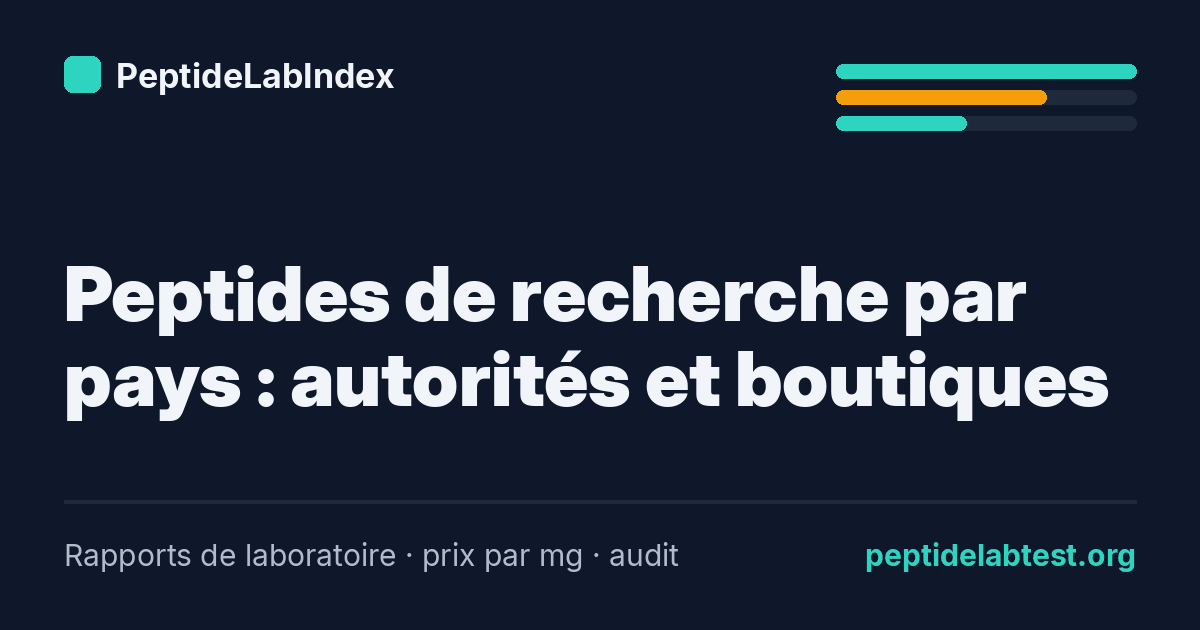 PeptideLabIndex
Peptides de recherche par
pays : autorités et boutiques
Rapports de laboratoire · prix par mg · audit
peptidelabtest.org